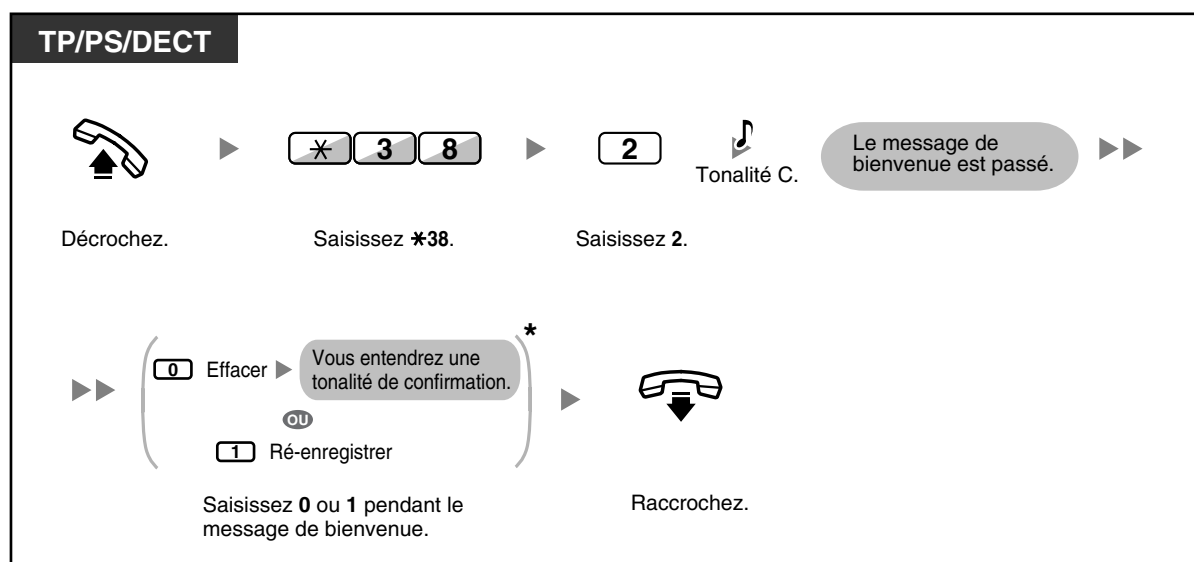 TP/PS/DECT
✳ 3 8
2
Tonalité C.
Le message de
bienvenue est passé.
Décrochez.
Saisissez ✳38.
Saisissez 2.
*
0 Effacer
Vous entendrez une
tonalité de confirmation.
OU
1 Ré-enregistrer
Saisissez 0 ou 1 pendant le
message de bienvenue.
Raccrochez.